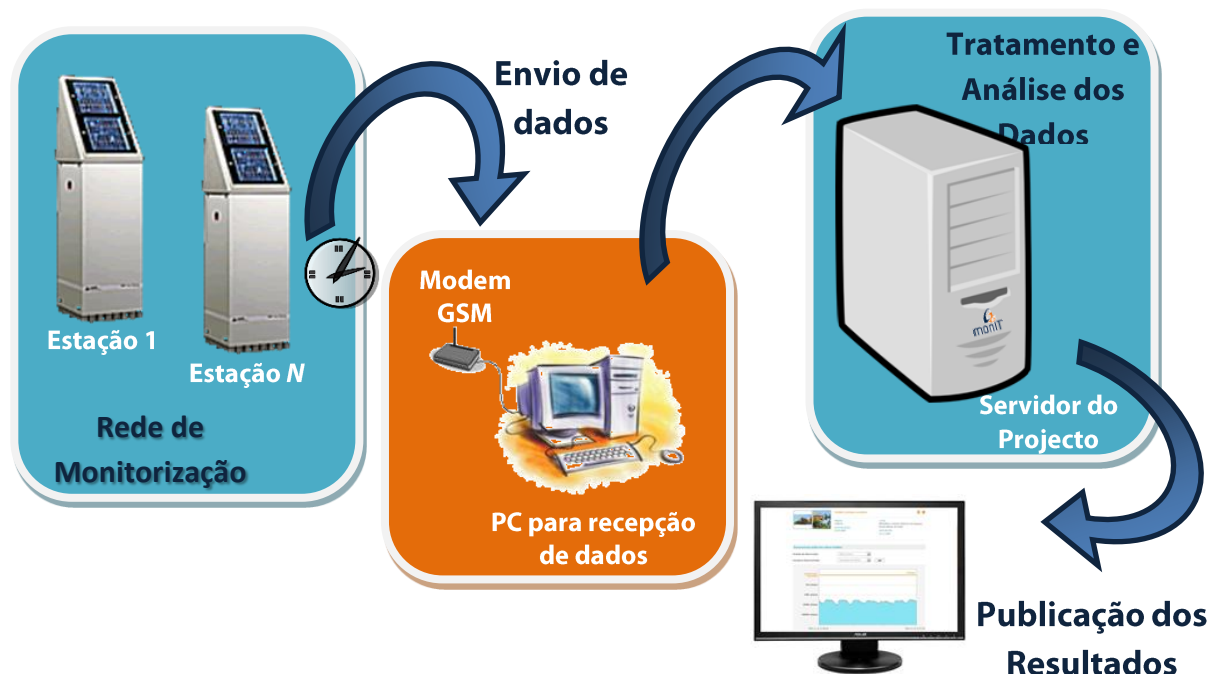 Estação 1
Estação N
Rede de
Monitorização
Envio de
dados
Modem
GSM
PC para recepção
de dados
Tratamento e
Análise dos
Dados
moniT
Servidor do
Projecto
Publicação dos
Resultados